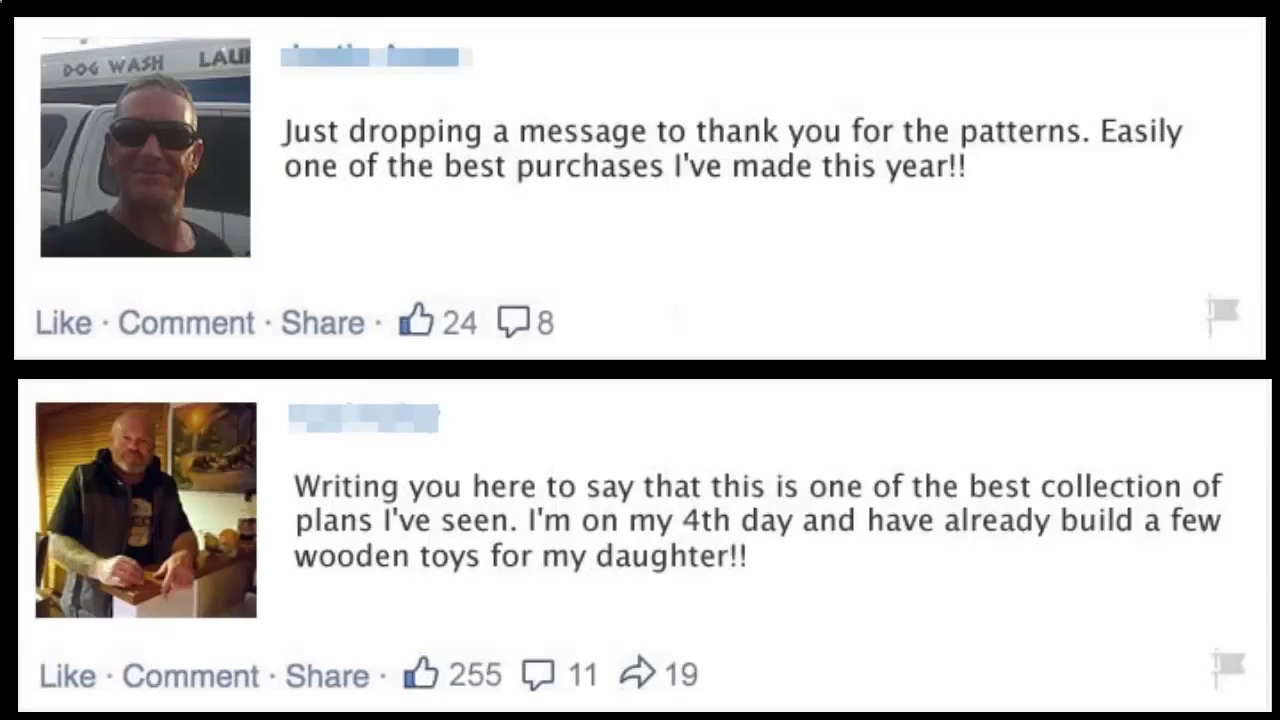 DOG WASH
Just dropping a message to thank you for the patterns. Easily
one of the best purchases I've made this year!!
Like · Comment · Share · 24 8
Writing you here to say that this is one of the best collection of
plans I've seen. I'm on my 4th day and have already build a few
wooden toys for my daughter!!
Like · Comment · Share · 255 11 19